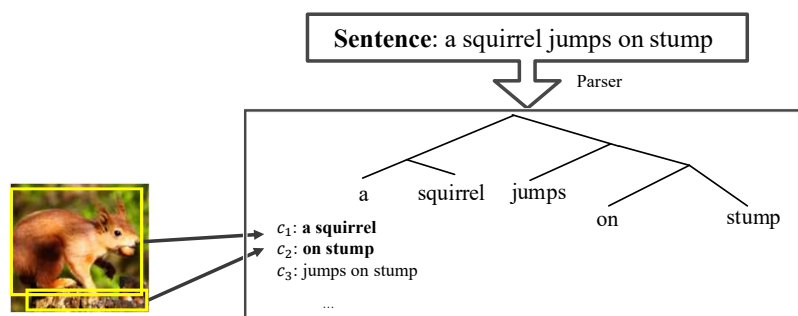 Sentence: a squirrel jumps on stump
Parser
a squirrel jumps on stump
c₁: a squirrel
c₂: on stump
c₃: jumps on stump
...